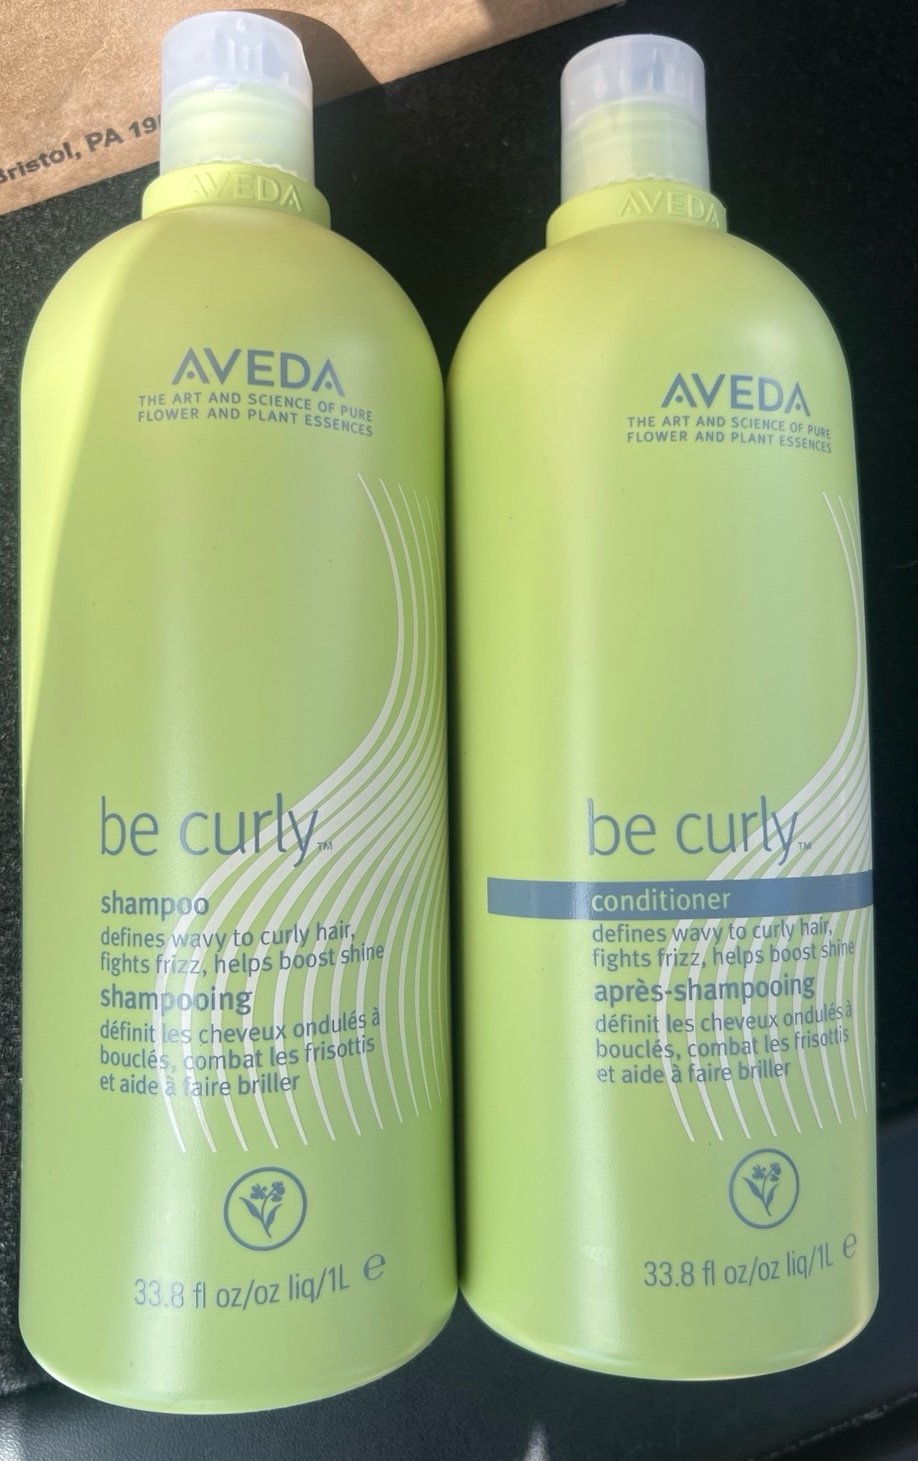 Bristol, PA 190
AVEDA
AVEDA
THE ART AND SCIENCE OF PURE
FLOWER AND PLANT ESSENCES
be curly™
shampoo
defines wavy to curly hair,
fights frizz, helps boost shine
shampooing
définit les cheveux ondulés à
bouclés, combat les frisottis
et aide à faire briller
33.8 fl oz/oz liq/1L ℮
AVEDA
AVEDA
THE ART AND SCIENCE OF PURE
FLOWER AND PLANT ESSENCES
be curly™
conditioner
defines wavy to curly hair,
fights frizz, helps boost shine
après-shampooing
définit les cheveux ondulés à
bouclés, combat les frisottis
et aide à faire briller
33.8 fl oz/oz liq/1L ℮